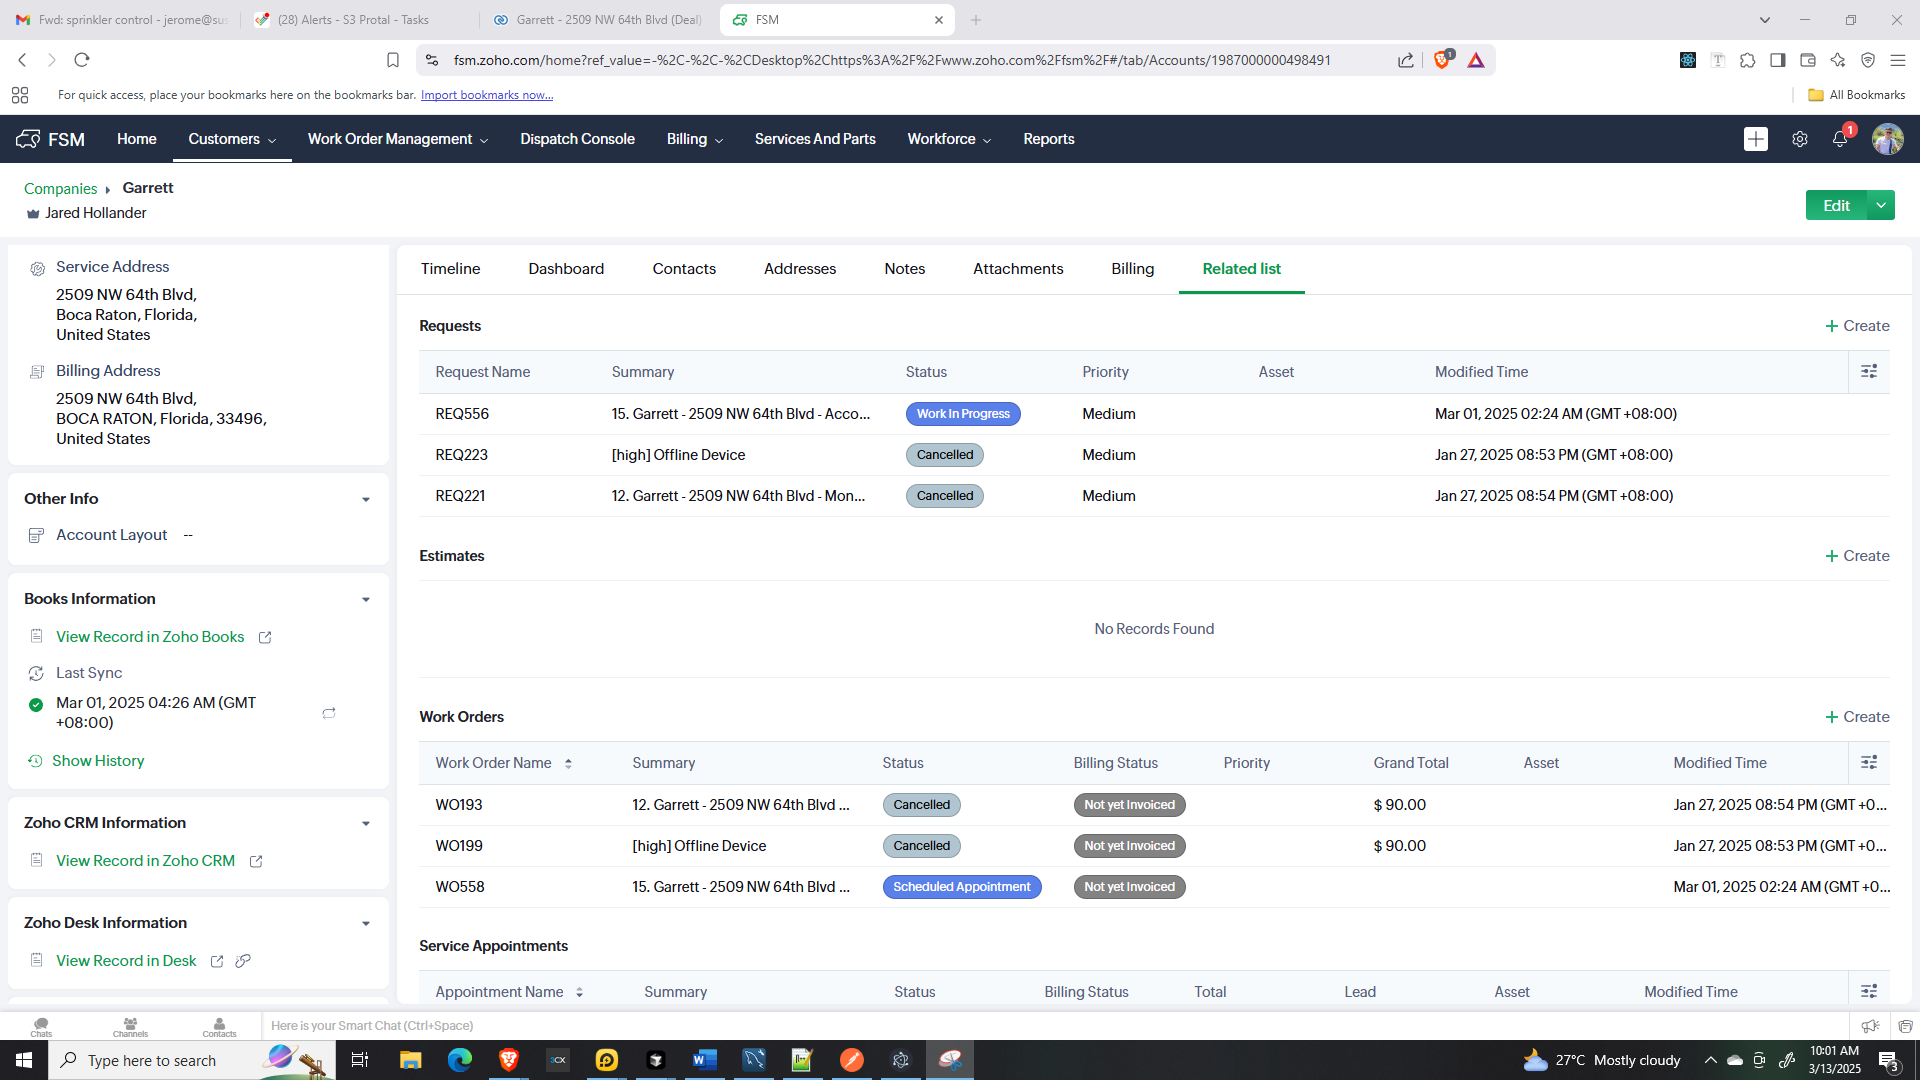 Fwd: sprinkler control - jerome@su
(28) Alerts - S3 Protal - Tasks
Garrett - 2509 NW 64th Blvd (Deal)
FSM
fsm.zoho.com/home?ref_value=-%2C-%2C-%2CDesktop%2Chttps%3A%2F%2Fwww.zoho.com%2Ffsm%2F#/tab/Accounts/1987000000498491
1
For quick access, place your bookmarks here on the bookmarks bar. Import bookmarks now...
All Bookmarks
FSM
Home
Customers
Work Order Management
Dispatch Console
Billing
Services And Parts
Workforce
Reports
1
Companies
Garrett
Jared Hollander
Edit
Service Address
2509 NW 64th Blvd,
Boca Raton, Florida,
United States
Billing Address
2509 NW 64th Blvd,
BOCA RATON, Florida, 33496,
United States
Other Info
Account Layout --
Books Information
View Record in Zoho Books
Last Sync
Mar 01, 2025 04:26 AM (GMT
+08:00)
Show History
Zoho CRM Information
View Record in Zoho CRM
Zoho Desk Information
View Record in Desk
Timeline Dashboard Contacts Addresses Notes Attachments Billing Related list
Requests
Create
Request Name Summary Status Priority Asset Modified Time
REQ556 15. Garrett - 2509 NW 64th Blvd - Acco... Work In Progress Medium Mar 01, 2025 02:24 AM (GMT +08:00)
REQ223 [high] Offline Device Cancelled Medium Jan 27, 2025 08:53 PM (GMT +08:00)
REQ221 12. Garrett - 2509 NW 64th Blvd - Mon... Cancelled Medium Jan 27, 2025 08:54 PM (GMT +08:00)
Estimates
Create
No Records Found
Work Orders
Create
Work Order Name Summary Status Billing Status Priority Grand Total Asset Modified Time
WO193 12. Garrett - 2509 NW 64th Blvd ... Cancelled Not yet Invoiced $ 90.00 Jan 27, 2025 08:54 PM (GMT +0...
WO199 [high] Offline Device Cancelled Not yet Invoiced $ 90.00 Jan 27, 2025 08:53 PM (GMT +0...
WO558 15. Garrett - 2509 NW 64th Blvd ... Scheduled Appointment Not yet Invoiced Mar 01, 2025 02:24 AM (GMT +0...
Service Appointments
Appointment Name Summary Status Billing Status Total Lead Asset Modified Time
Chats
Channels
Contacts
Here is your Smart Chat (Ctrl+Space)
Type here to search
27°C Mostly cloudy
10:01 AM
3/13/2025
3